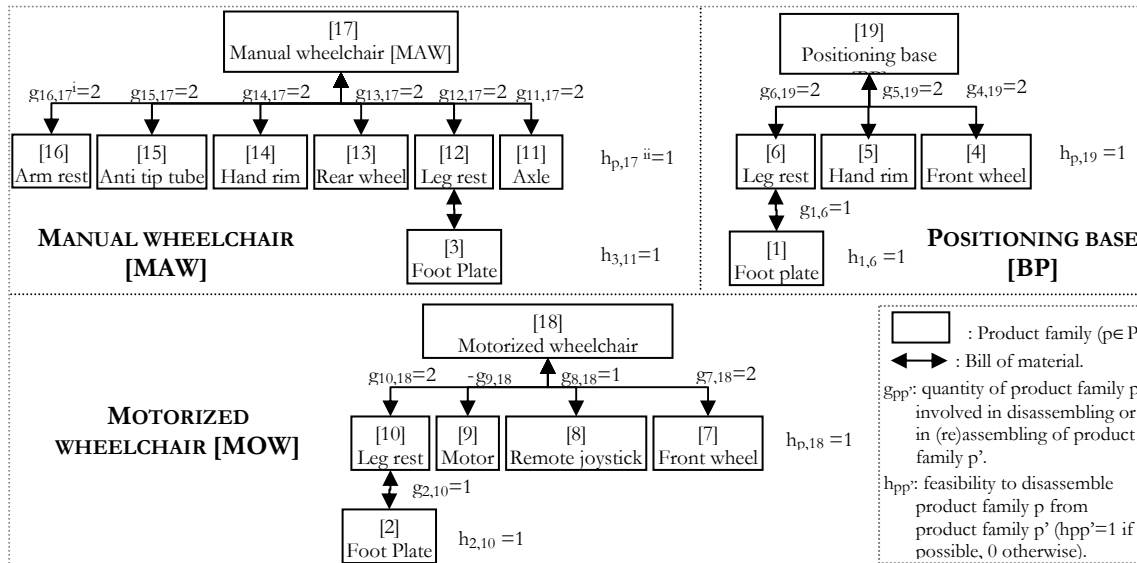 [17]
Manual wheelchair [MAW]
g16,17i=2 g15,17=2 g14,17=2 g13,17=2 g12,17=2 g11,17=2
[16]
Arm rest
[15]
Anti tip tube
[14]
Hand rim
[13]
Rear wheel
[12]
Leg rest
[11]
Axle
hp,17 ii=1
[3]
Foot Plate
h3,11=1
MANUAL WHEELCHAIR
[MAW]
[19]
Positioning base
g6,19=2 g5,19=2 g4,19=2
[6]
Leg rest
[5]
Hand rim
[4]
Front wheel
hp,19 =1
g1,6=1
[1]
Foot plate
h1,6 =1
POSITIONING BASE
[BP]
[18]
Motorized wheelchair
g10,18=2 -g9,18 g8,18=1 g7,18=2
MOTORIZED
WHEELCHAIR [MOW]
[10]
Leg rest
[9]
Motor
[8]
Remote joystick
[7]
Front wheel
hp,18 =1
g2,10=1
[2]
Foot Plate
h2,10 =1
: Product family (p∈P
: Bill of material.
gpp': quantity of product family p
involved in disassembling or
in (re)assembling of product
family p'.
hpp': feasibility to disassemble
product family p from
product family p' (hpp'=1 if
possible, 0 otherwise).